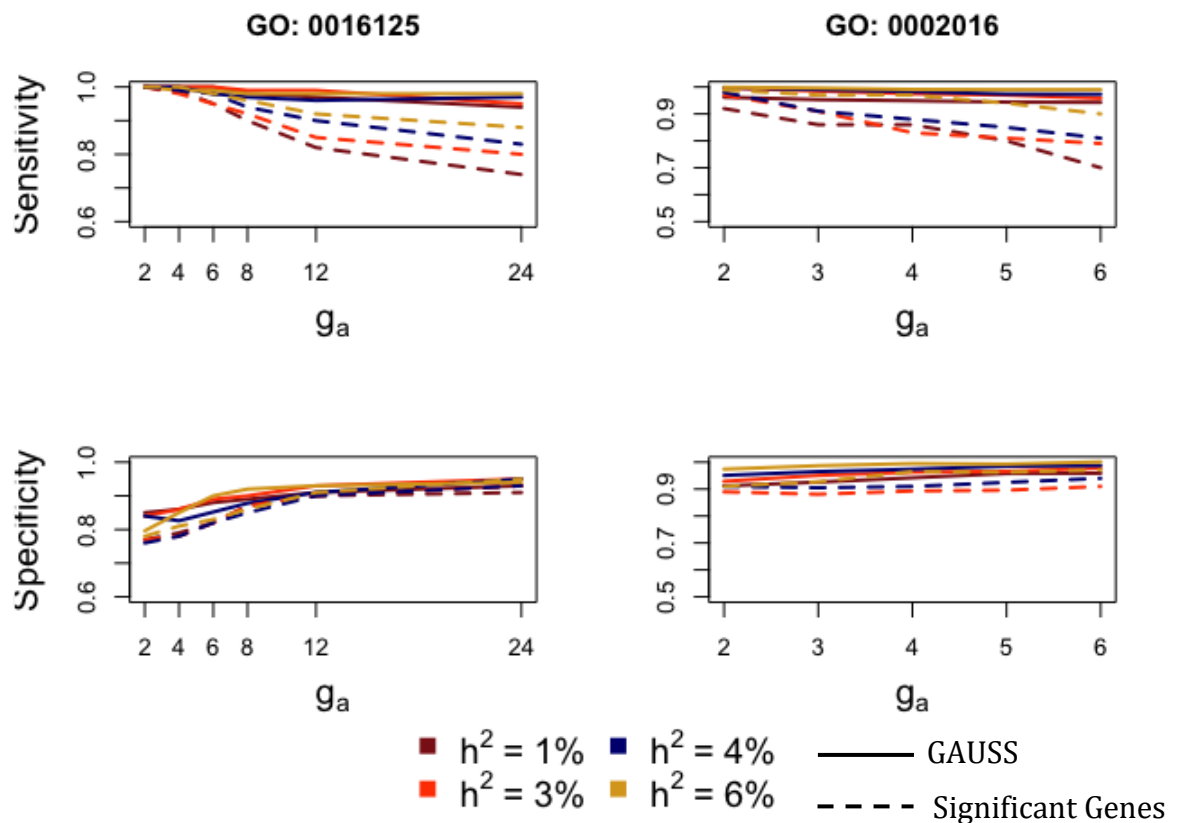 GO: 0016125
GO: 0002016
Sensitivity
0.6 0.8 1.0
2 4 6 8 12 24
gₐ
0.5 0.7 0.9
2 3 4 5 6
gₐ
Specificity
0.6 0.8 1.0
2 4 6 8 12 24
gₐ
0.5 0.7 0.9
2 3 4 5 6
gₐ
h² = 1%
h² = 4%
GAUSS
h² = 3%
h² = 6%
Significant Genes